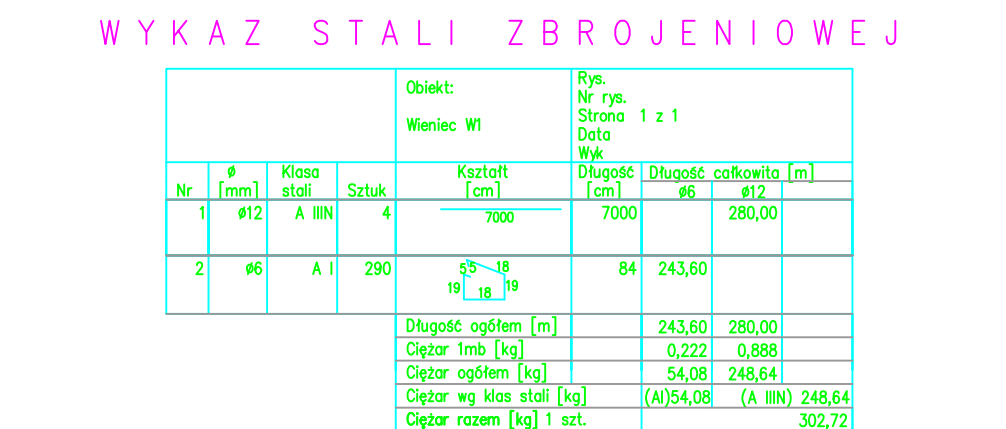 WYKAZ STALI ZBROJENIOWEJ
Obiekt:
Wieniec W1
Rys.
Nr rys.
Strona 1 z 1
Data
Wyk
Nr ø [mm] Klasa stali Sztuk Kształt [cm] Długość [cm] Długość całkowita [m]
ø6 ø12
1 ø12 A IIIN 4 7000 7000 280,00
2 ø6 A I 290 5 5 18 19 18 19 84 243,60
Długość ogółem [m] 243,60 280,00
Ciężar 1mb [kg] 0,222 0,888
Ciężar ogółem [kg] 54,08 248,64
Ciężar wg klas stali [kg] (AI)54,08 (A IIIN) 248,64
Ciężar razem [kg] 1 szt. 302,72